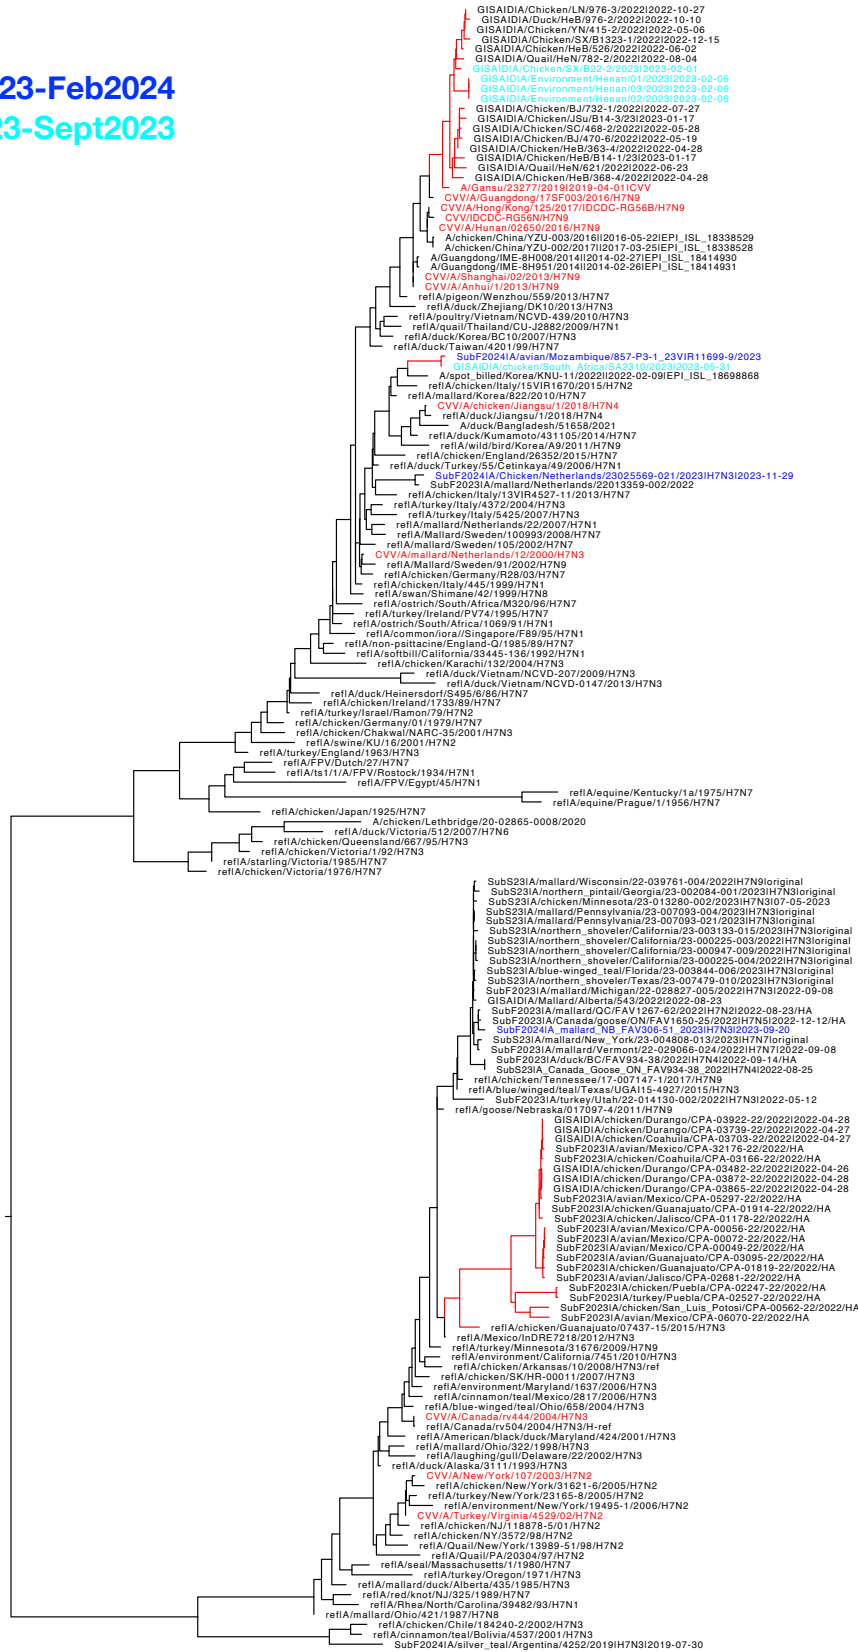 GISAID|A/Chicken/LN/976-3/2022|2022-10-27
GISAID|A/Duck/HeB/976-2/2022|2022-10-10
GISAID|A/Chicken/YN/415-2/2022|2022-05-06
GISAID|A/Chicken/SX/B1323-1/2022|2022-12-15
GISAID|A/Chicken/HeB/526/2022|2022-06-02
GISAID|A/Quail/HeN/782-2/2022|2022-08-04
GISAID|A/Chicken/SX/B22-2/2023|2023-02-01
GISAID|A/Environment/Henan/01/2023|2023-02-06
23-Feb2024
GISAID|A/Environment/Henan/03/2023|2023-02-06
GISAID|A/Environment/Henan/02/2023|2023-02-06
GISAID|A/Chicken/BJ/732-1/2022|2022-07-27
GISAID|A/Chicken/JSu/B14-3/23|2023-01-17
23-Sept2023
GISAID|A/Chicken/SC/468-2/2022|2022-05-28
GISAID|A/Chicken/BJ/470-6/2022|2022-05-19
GISAID|A/Chicken/HeB/363-4/2022|2022-04-28
GISAID|A/Chicken/HeB/B14-1/23|2023-01-17
GISAID|A/Quail/HeN/621/2022|2022-06-23
GISAID|A/Chicken/HeB/368-4/2022|2022-04-28
A/Gansu/23277/2019|2019-04-01|CVV
CVV/A/Guangdong/17SF003/2016/H7N9
CVV/A/Hong/Kong/125/2017/IDCDC-RG56B/H7N9
CVV/IDCDC-RG56N/H7N9
CVV/A/Hunan/02650/2016/H7N9
A/chicken/China/YZU-003/2016||2016-05-22|EPI_ISL_18338529
A/chicken/China/YZU-002/2017||2017-03-25|EPI_ISL_18338528
A/Guangdong/IME-8H008/2014||2014-02-27|EPI_ISL_18414930
A/Guangdong/IME-8H951/2014||2014-02-26|EPI_ISL_18414931
CVV/A/Shanghai/02/2013/H7N9
CVV/A/Anhui/1/2013/H7N9
ref|A/pigeon/Wenzhou/559/2013/H7N7
ref|A/duck/Zhejiang/DK10/2013/H7N3
ref|A/poultry/Vietnam/NCVD-439/2010/H7N3
ref|A/quail/Thailand/CU-J2882/2009/H7N1
ref|A/duck/Korea/BC10/2007/H7N3
ref|A/duck/Taiwan/4201/99/H7N7
SubF2024|A/avian/Mozambique/857-P3-1_23VIR11699-9/2023
GISAID|A/chicken/South_Africa/SA2310/2023|2023-05-31
A/spot_billed/Korea/KNU-11/2022||2022-02-09|EPI_ISL_18698868
ref|A/chicken/Italy/15VIR1670/2015/H7N2
ref|A/mallard/Korea/822/2010/H7N7
CVV/A/chicken/Jiangsu/1/2018/H7N4
ref|A/duck/Jiangsu/1/2018/H7N4
A/duck/Bangladesh/51658/2021
ref|A/duck/Kumamoto/431105/2014/H7N7
ref|A/wild/bird/Korea/A9/2011/H7N9
ref|A/chicken/England/26352/2015/H7N7
ref|A/duck/Turkey/55/Cetinkaya/49/2006/H7N1
SubF2024|A/Chicken/Netherlands/23025569-021/2023|H7N3|2023-11-29
SubF2023|A/mallard/Netherlands/22013359-002/2022
ref|A/chicken/Italy/13VIR4527-11/2013/H7N7
ref|A/turkey/Italy/4372/2004/H7N3
ref|A/turkey/Italy/5425/2007/H7N3
ref|A/mallard/Netherlands/22/2007/H7N1
ref|A/Mallard/Sweden/100993/2008/H7N7
ref|A/mallard/Sweden/105/2002/H7N7
CVV/A/mallard/Netherlands/12/2000/H7N3
ref|A/Mallard/Sweden/91/2002/H7N9
ref|A/chicken/Germany/R28/03/H7N7
ref|A/chicken/Italy/445/1999/H7N1
ref|A/swan/Shimane/42/1999/H7N8
ref|A/ostrich/South/Africa/M320/96/H7N7
ref|A/turkey/Ireland/PV74/1995/H7N7
ref|A/ostrich/South/Africa/1069/91/H7N1
ref|A/common/iora//Singapore/F89/95/H7N1
ref|A/non-psittacine/England-Q/1985/89/H7N7
ref|A/softbill/California/33445-136/1992/H7N1
ref|A/chicken/Karachi/132/2004/H7N3
ref|A/duck/Vietnam/NCVD-207/2009/H7N3
ref|A/duck/Vietnam/NCVD-0147/2013/H7N3
ref|A/duck/Heinersdorf/S495/6/86/H7N7
ref|A/chicken/Ireland/1733/89/H7N7
ref|A/turkey/Israel/Ramon/79/H7N2
ref|A/chicken/Germany/01/1979/H7N7
ref|A/chicken/Chakwal/NARC-35/2001/H7N3
ref|A/swine/KU/16/2001/H7N2
ref|A/turkey/England/1963/H7N3
ref|A/FPV/Dutch/27/H7N7
ref|A/ts1/1/A/FPV/Rostock/1934/H7N1
ref|A/FPV/Egypt/45/H7N1
ref|A/equine/Kentucky/1a/1975/H7N7
ref|A/equine/Prague/1/1956/H7N7
ref|A/chicken/Japan/1925/H7N7
A/chicken/Lethbridge/20-02865-0008/2020
ref|A/duck/Victoria/512/2007/H7N6
ref|A/chicken/Queensland/667/95/H7N3
ref|A/chicken/Victoria/1/92/H7N3
ref|A/starling/Victoria/1985/H7N7
ref|A/chicken/Victoria/1976/H7N7
SubS23|A/mallard/Wisconsin/22-039761-004/2022|H7N9|original
SubS23|A/northern_pintail/Georgia/23-002084-001/2023|H7N3|original
SubS23|A/chicken/Minnesota/23-013280-002/2023|H7N3|07-05-2023
SubS23|A/mallard/Pennsylvania/23-007093-004/2023|H7N3|original
SubS23|A/mallard/Pennsylvania/23-007093-021/2023|H7N3|original
SubS23|A/northern_shoveler/California/23-003133-015/2023|H7N3|original
SubS23|A/northern_shoveler/California/23-000225-003/2022|H7N3|original
SubS23|A/northern_shoveler/California/23-000947-009/2022|H7N3|original
SubS23|A/northern_shoveler/California/23-000225-004/2022|H7N3|original
SubS23|A/blue-winged_teal/Florida/23-003844-006/2023|H7N3|original
SubS23|A/northern_shoveler/Texas/23-007479-010/2023|H7N3|original
SubF2023|A/mallard/Michigan/22-028827-005/2022|H7N3|2022-09-08
GISAID|A/Mallard/Alberta/543/2022|2022-08-23
SubF2023|A/mallard/QC/FAV1267-62/2022|H7N2|2022-08-23/HA
SubF2023|A/Canada/goose/ON/FAV1650-25/2022|H7N5|2022-12-12/HA
SubF2024|A_mallard_NB_FAV306-51_2023|H7N3|2023-09-20
SubS23|A/mallard/New_York/23-004808-013/2023|H7N7|original
SubF2023|A/mallard/Vermont/22-029066-024/2022|H7N7|2022-09-08
SubF2023|A/duck/BC/FAV934-38/2022|H7N4|2022-09-14/HA
SubS23|A_Canada_Goose_ON_FAV934-38_2022|H7N4|2022-08-25
ref|A/chicken/Tennessee/17-007147-1/2017/H7N9
ref|A/blue/winged/teal/Texas/UGAI15-4927/2015/H7N3
SubF2023|A/turkey/Utah/22-014130-002/2022|H7N3|2022-05-12
ref|A/goose/Nebraska/017097-4/2011/H7N9
GISAID|A/chicken/Durango/CPA-03922-22/2022|2022-04-28
GISAID|A/chicken/Durango/CPA-03739-22/2022|2022-04-27
GISAID|A/chicken/Coahuila/CPA-03703-22/2022|2022-04-27
SubF2023|A/avian/Mexico/CPA-32176-22/2022/HA
SubF2023|A/chicken/Coahuila/CPA-03166-22/2022/HA
GISAID|A/chicken/Durango/CPA-03482-22/2022|2022-04-26
GISAID|A/chicken/Durango/CPA-03872-22/2022|2022-04-28
GISAID|A/chicken/Durango/CPA-03865-22/2022|2022-04-28
SubF2023|A/avian/Mexico/CPA-05297-22/2022/HA
SubF2023|A/chicken/Guanajuato/CPA-01914-22/2022/HA
SubF2023|A/chicken/Jalisco/CPA-01178-22/2022/HA
SubF2023|A/avian/Mexico/CPA-00056-22/2022/HA
SubF2023|A/avian/Mexico/CPA-00072-22/2022/HA
SubF2023|A/avian/Mexico/CPA-00049-22/2022/HA
SubF2023|A/avian/Guanajuato/CPA-03095-22/2022/HA
SubF2023|A/chicken/Guanajuato/CPA-01819-22/2022/HA
SubF2023|A/avian/Jalisco/CPA-02681-22/2022/HA
SubF2023|A/chicken/Puebla/CPA-02247-22/2022/HA
SubF2023|A/turkey/Puebla/CPA-02527-22/2022/HA
SubF2023|A/chicken/San_Luis_Potosi/CPA-00562-22/2022/HA
SubF2023|A/avian/Mexico/CPA-06070-22/2022/HA
ref|A/chicken/Guanajuato/07437-15/2015/H7N3
ref|A/Mexico/InDRE7218/2012/H7N3
ref|A/turkey/Minnesota/31676/2009/H7N9
ref|A/environment/California/7451/2010/H7N3
ref|A/chicken/Arkansas/10/2008/H7N3/ref
ref|A/chicken/SK/HR-00011/2007/H7N3
ref|A/environment/Maryland/1637/2006/H7N3
ref|A/cinnamon/teal/Mexico/2817/2006/H7N3
ref|A/blue-winged/teal/Ohio/658/2004/H7N3
CVV/A/Canada/rv444/2004/H7N3
ref|A/Canada/rv504/2004/H7N3/H-ref
ref|A/American/black/duck/Maryland/424/2001/H7N3
ref|A/mallard/Ohio/322/1998/H7N3
ref|A/laughing/gull/Delaware/22/2002/H7N3
ref|A/duck/Alaska/3111/1993/H7N3
CVV/A/New/York/107/2003/H7N2
ref|A/chicken/New/York/31621-6/2005/H7N2
ref|A/turkey/New/York/23165-8/2005/H7N2
ref|A/environment/New/York/19495-1/2006/H7N2
CVV/A/Turkey/Virginia/4529/02/H7N2
ref|A/chicken/NJ/118878-5/01/H7N2
ref|A/chicken/NY/3572/98/H7N2
ref|A/Quail/New/York/13989-51/98/H7N2
ref|A/Quail/PA/20304/97/H7N2
ref|A/seal/Massachusetts/1/1980/H7N7
ref|A/turkey/Oregon/1971/H7N3
ref|A/mallard/duck/Alberta/435/1985/H7N3
ref|A/red/knot/NJ/325/1989/H7N7
ref|A/Rhea/North/Carolina/39482/93/H7N1
ref|A/mallard/Ohio/421/1987/H7N8
ref|A/chicken/Chile/184240-2/2002/H7N3
ref|A/cinnamon/teal/Bolivia/4537/2001/H7N3
SubF2024|A/silver_teal/Argentina/4252/2019|H7N3|2019-07-30